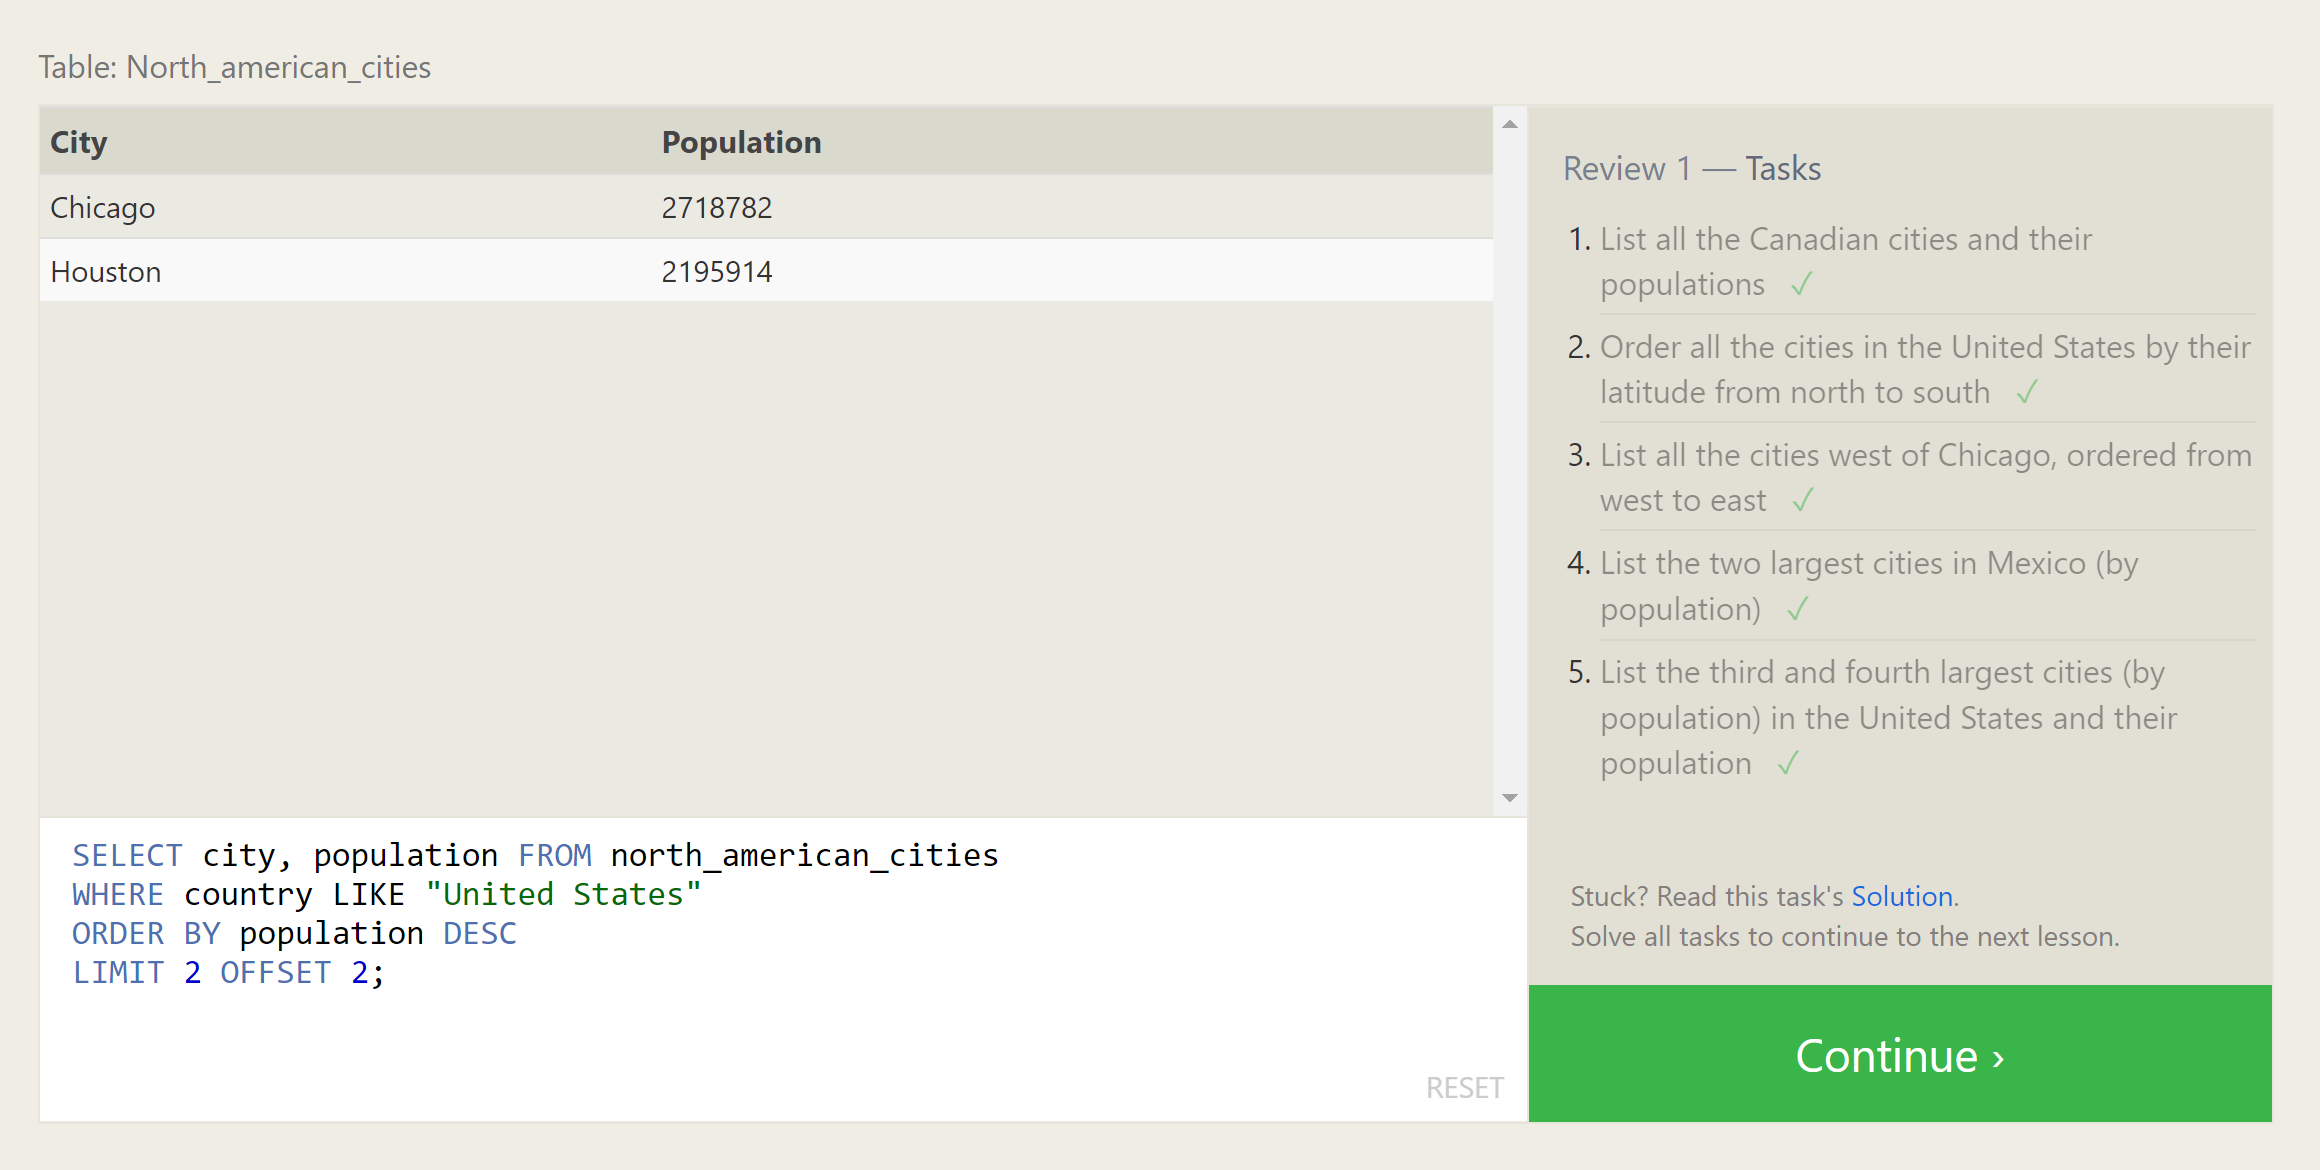 Table: North_american_cities
City Population
Chicago 2718782
Houston 2195914
SELECT city, population FROM north_american_cities
WHERE country LIKE "United States"
ORDER BY population DESC
LIMIT 2 OFFSET 2;
RESET
Review 1 — Tasks
1. List all the Canadian cities and their
populations ✓
2. Order all the cities in the United States by their
latitude from north to south ✓
3. List all the cities west of Chicago, ordered from
west to east ✓
4. List the two largest cities in Mexico (by
population) ✓
5. List the third and fourth largest cities (by
population) in the United States and their
population ✓
Stuck? Read this task's Solution.
Solve all tasks to continue to the next lesson.
Continue ›